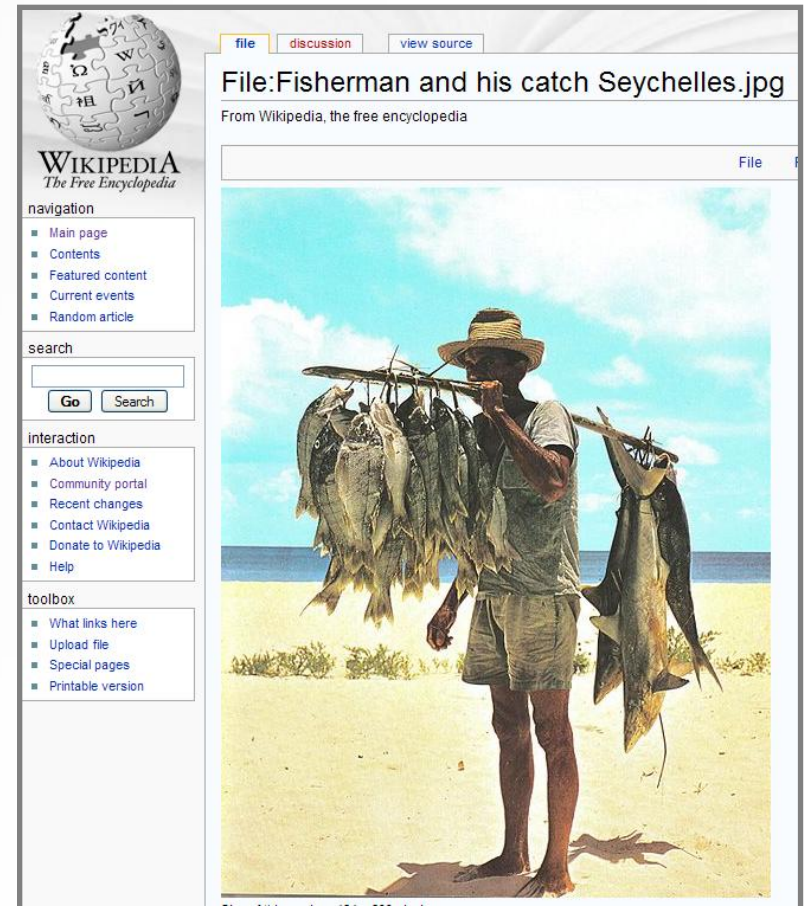 WIKIPEDIA
The Free Encyclopedia
navigation
Main page
Contents
Featured content
Current events
Random article
search
Go Search
interaction
About Wikipedia
Community portal
Recent changes
Contact Wikipedia
Donate to Wikipedia
Help
toolbox
What links here
Upload file
Special pages
Printable version
file discussion view source
File:Fisherman and his catch Seychelles.jpg
From Wikipedia, the free encyclopedia
File